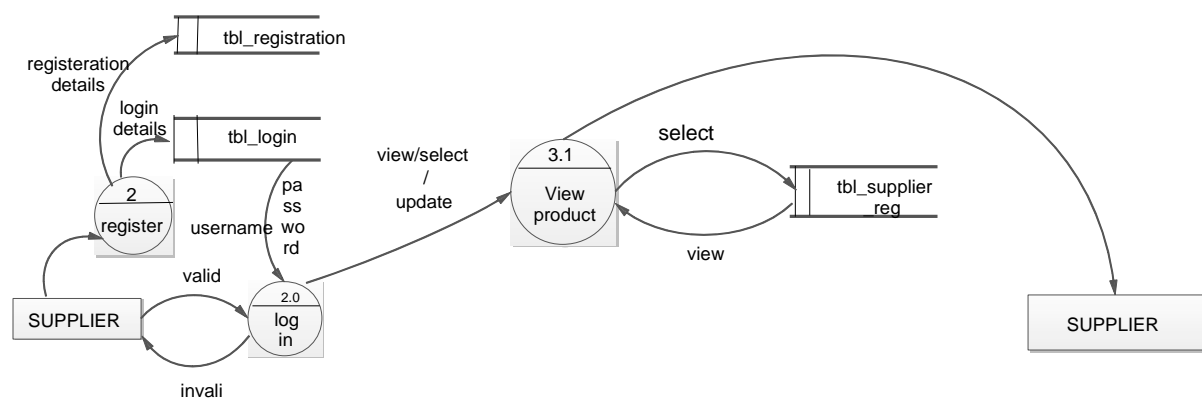 tbl_registration
registeration
details
login
details
tbl_login
2
register
username
pa
ss
wo
rd
view/select
/
update
3.1
View
product
select
tbl_supplier
_reg
view
valid
2.0
log
in
SUPPLIER
invali
SUPPLIER